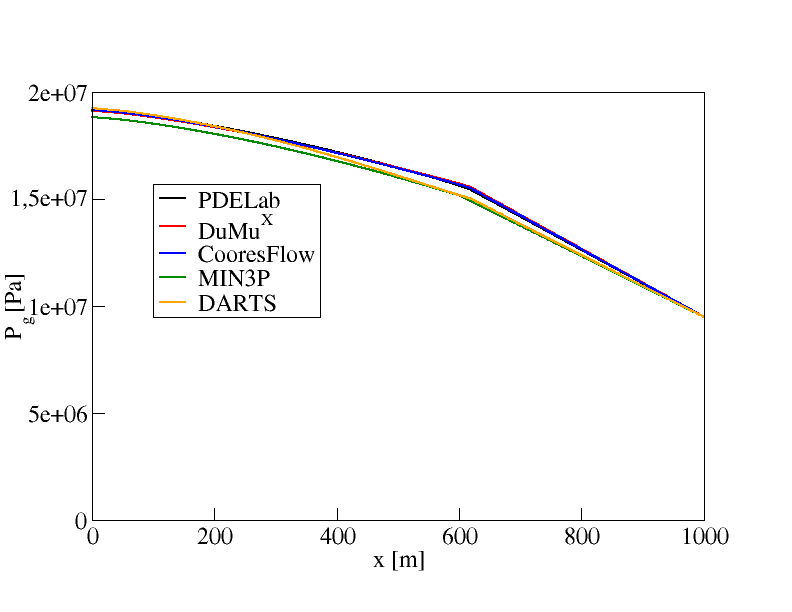 2e+07
1,5e+07
1e+07
5e+06
0
P_g [Pa]
PDELab
DuMu^X
CooresFlow
MIN3P
DARTS
0 200 400 600 800 1000
x [m]